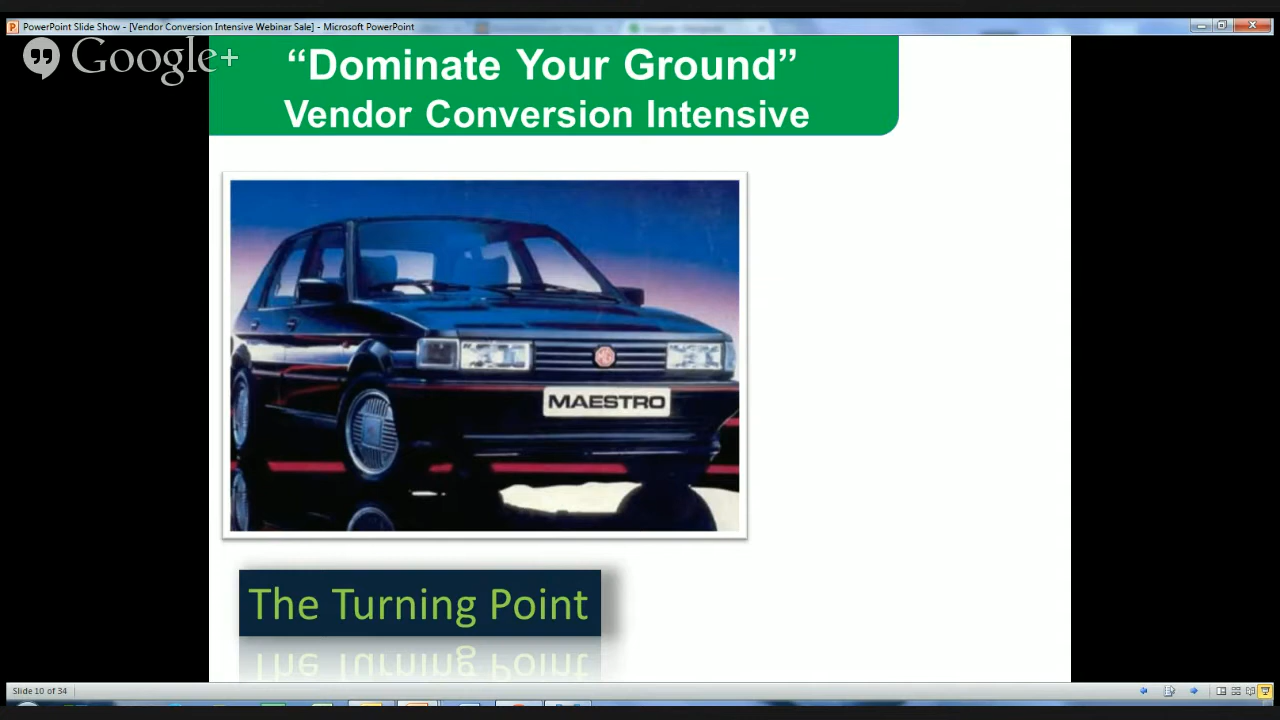 PowerPoint Slide Show - [Vendor Conversion Intensive Webinar Sale] - Microsoft PowerPoint
Google+
“Dominate Your Ground”
Vendor Conversion Intensive
MG
MAESTRO
The Turning Point
Slide 10 of 34